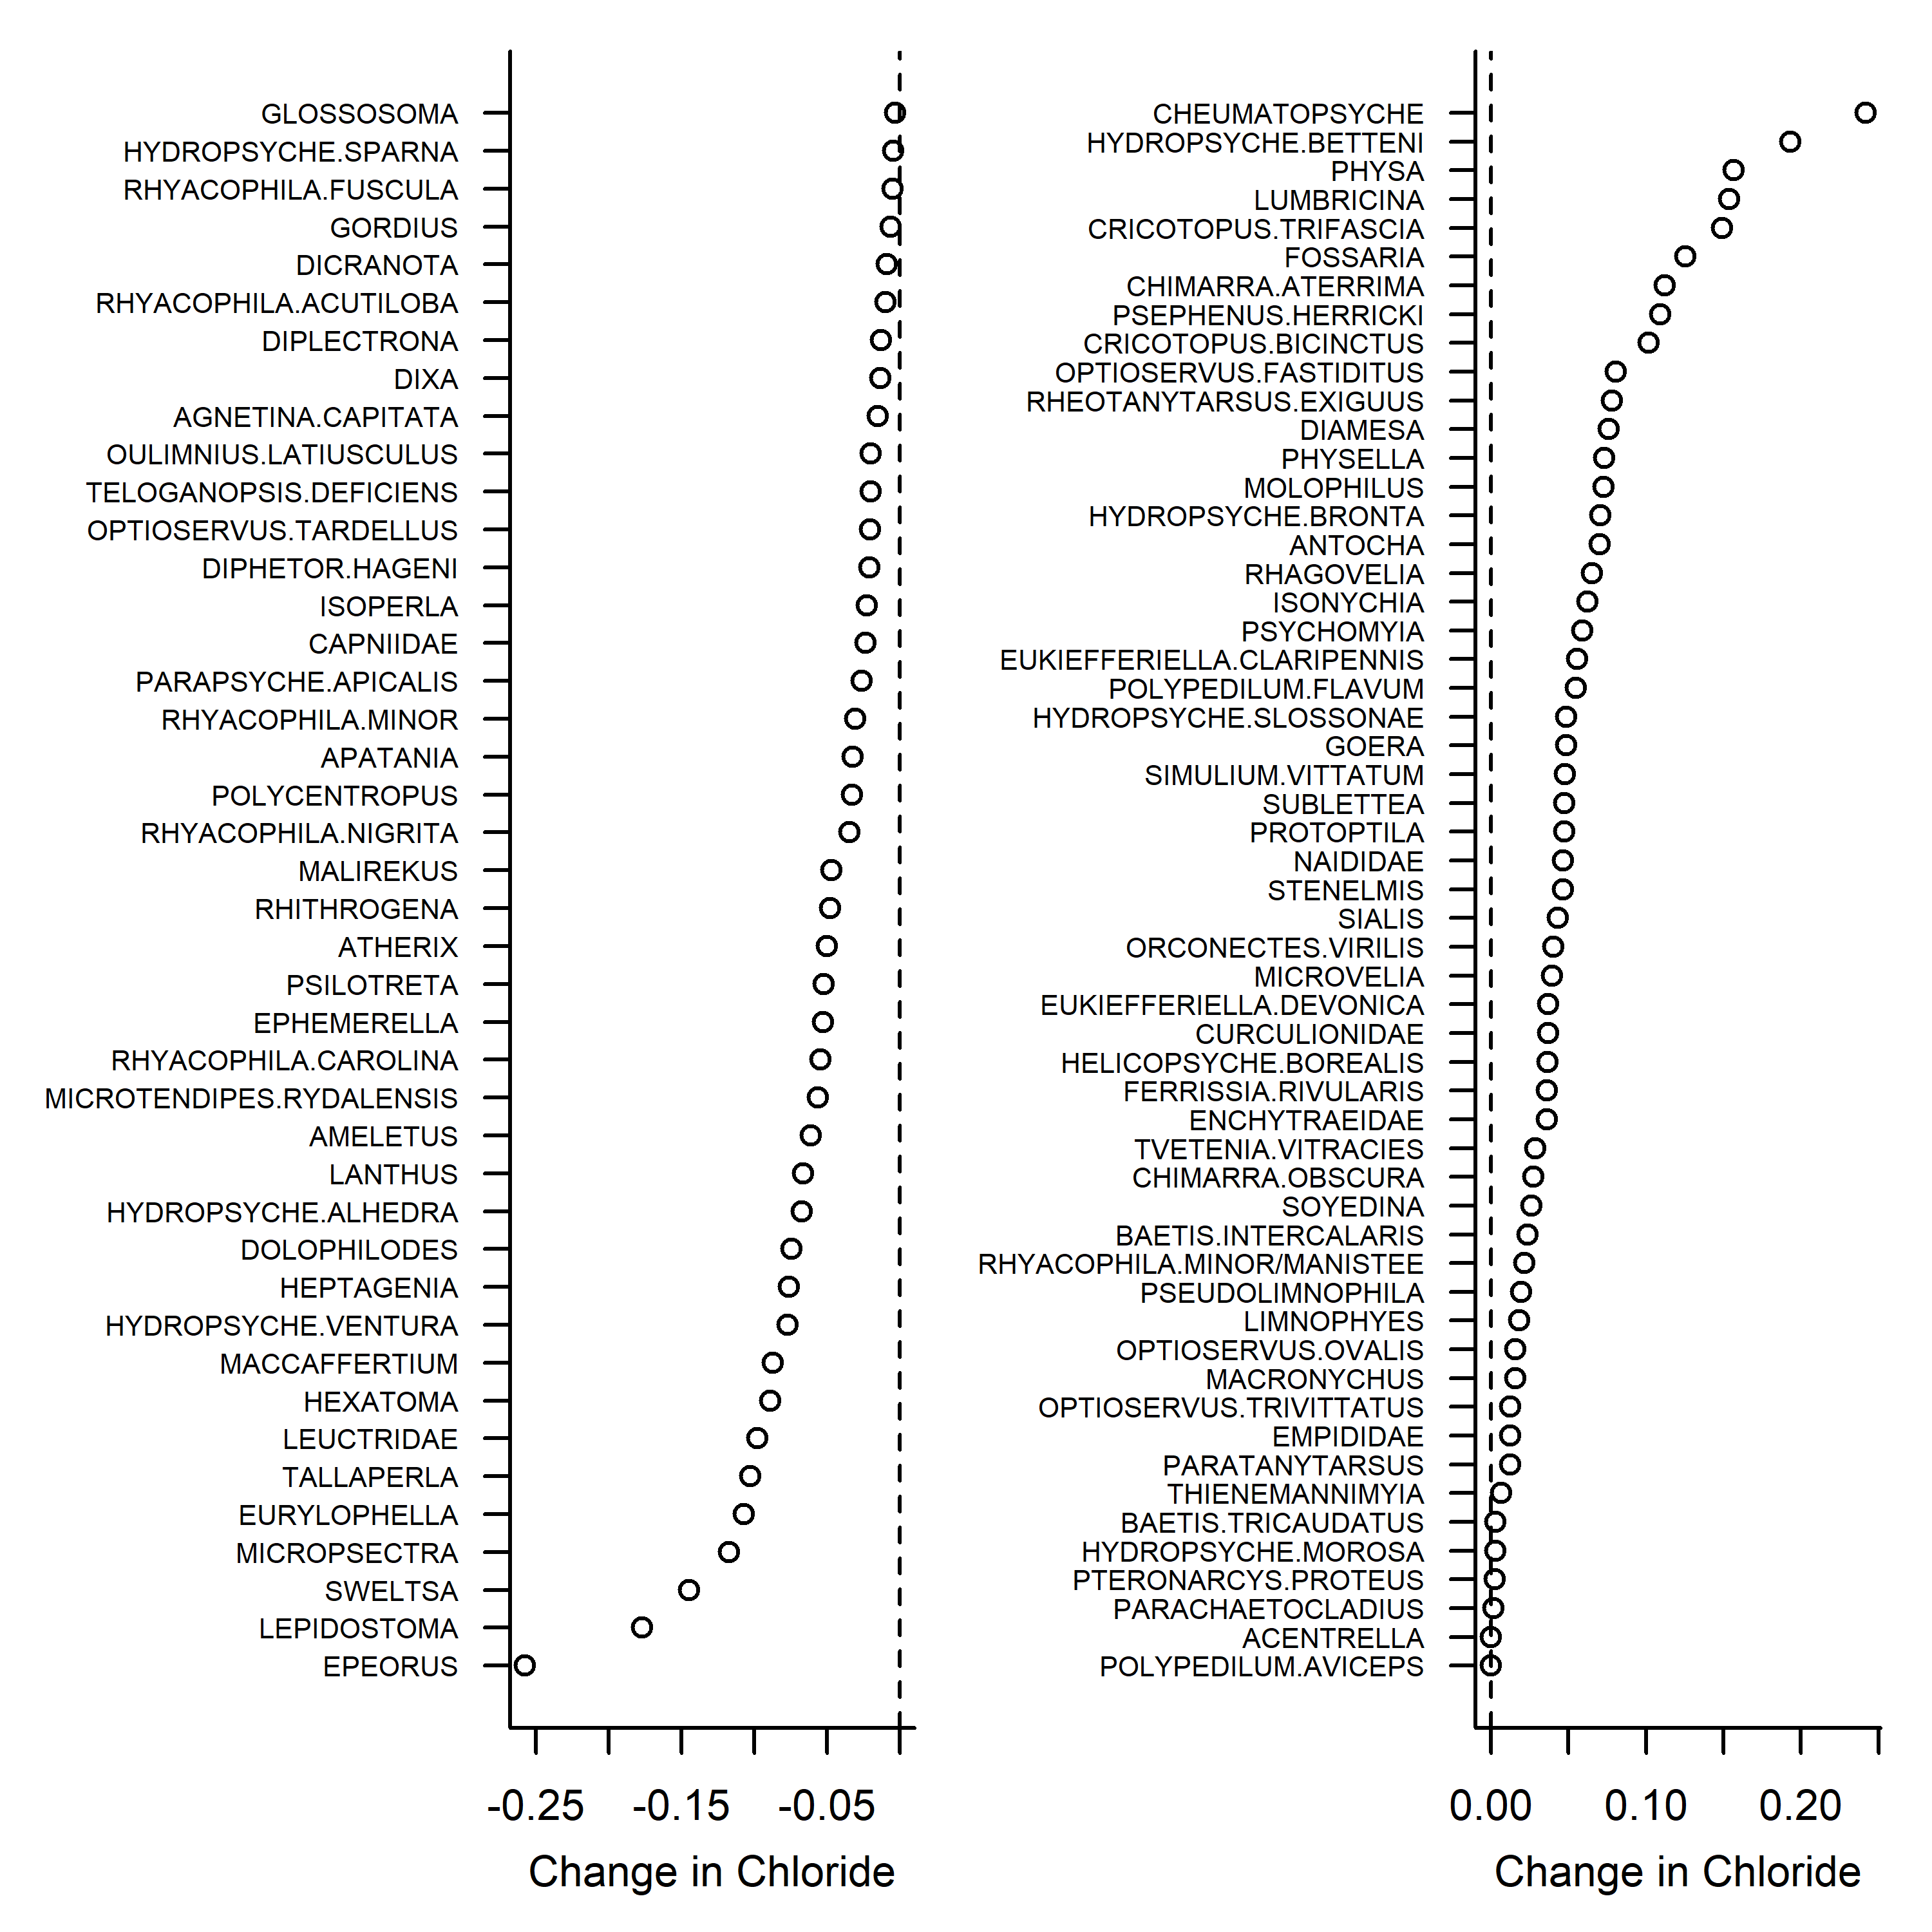 GLOSSOSOMA
HYDROPSYCHE.SPARNA
RHYACOPHILA.FUSCULA
GORDIUS
DICRANOTA
RHYACOPHILA.ACUTILOBA
DIPLECTRONA
DIXA
AGNETINA.CAPITATA
OULIMNIUS.LATIUSCULUS
TELOGANOPSIS.DEFICIENS
OPTIOSERVUS.TARDELLUS
DIPHETOR.HAGENI
ISOPERLA
CAPNIIDAE
PARAPSYCHE.APICALIS
RHYACOPHILA.MINOR
APATANIA
POLYCENTROPUS
RHYACOPHILA.NIGRITA
MALIREKUS
RHITHROGENA
ATHERIX
PSILOTRETA
EPHEMERELLA
RHYACOPHILA.CAROLINA
MICROTENDIPES.RYDALENSIS
AMELETUS
LANTHUS
HYDROPSYCHE.ALHEDRA
DOLOPHILODES
HEPTAGENIA
HYDROPSYCHE.VENTURA
MACCAFFERTIUM
HEXATOMA
LEUCTRIDAE
TALLAPERLA
EURYLOPHELLA
MICROPSECTRA
SWELTSA
LEPIDOSTOMA
EPEORUS
-0.25 -0.15 -0.05
Change in Chloride
CHEUMATOPSYCHE
HYDROPSYCHE.BETTENI
PHYSA
LUMBRICINA
CRICOTOPUS.TRIFASCIA
FOSSARIA
CHIMARRA.ATERRIMA
PSEPHENUS.HERRICKI
CRICOTOPUS.BICINCTUS
OPTIOSERVUS.FASTIDITUS
RHEOTANYTARSUS.EXIGUUS
DIAMESA
PHYSELLA
MOLOPHILUS
HYDROPSYCHE.BRONTA
ANTOCHA
RHAGOVELIA
ISONYCHIA
PSYCHOMYIA
EUKIEFFERIELLA.CLARIPENNIS
POLYPEDILUM.FLAVUM
HYDROPSYCHE.SLOSSONAE
GOERA
SIMULIUM.VITTATUM
SUBLETTEA
PROTOPTILA
NAIDIDAE
STENELMIS
SIALIS
ORCONECTES.VIRILIS
MICROVELIA
EUKIEFFERIELLA.DEVONICA
CURCULIONIDAE
HELICOPSYCHE.BOREALIS
FERRISSIA.RIVULARIS
ENCHYTRAEIDAE
TVETENIA.VITRACIES
CHIMARRA.OBSCURA
SOYEDINA
BAETIS.INTERCALARIS
RHYACOPHILA.MINOR/MANISTEE
PSEUDOLIMNOPHILA
LIMNOPHYES
OPTIOSERVUS.OVALIS
MACRONYCHUS
OPTIOSERVUS.TRIVITTATUS
EMPIDIDAE
PARATANYTARSUS
THIENEMANNIMYIA
BAETIS.TRICAUDATUS
HYDROPSYCHE.MOROSA
PTERONARCYS.PROTEUS
PARACHAETOCLADIUS
ACENTRELLA
POLYPEDILUM.AVICEPS
0.00 0.10 0.20
Change in Chloride